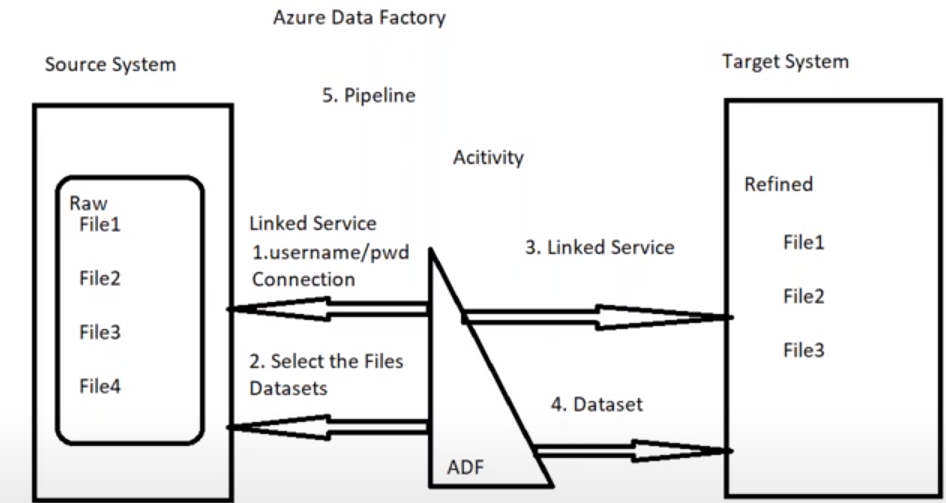 Azure Data Factory
Source System
Target System
5. Pipeline
Acitivity
Raw
File1
File2
File3
File4
Linked Service
1.username/pwd
Connection
2. Select the Files
Datasets
ADF
3. Linked Service
4. Dataset
Refined
File1
File2
File3